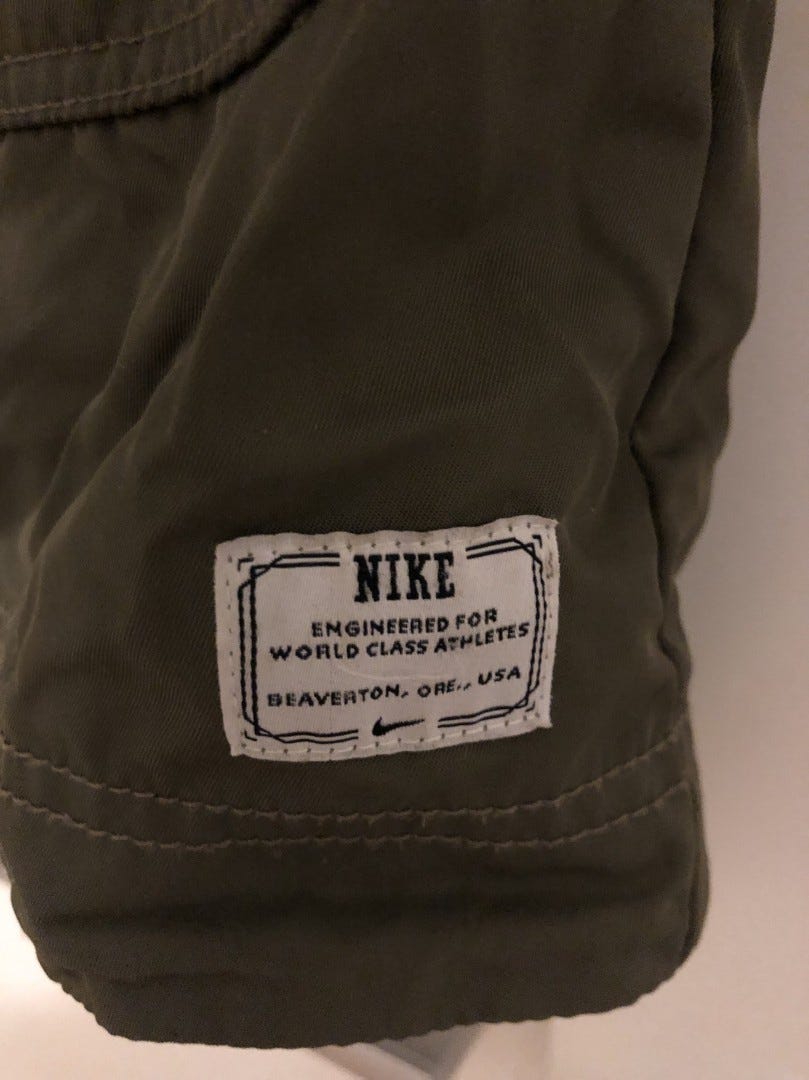 NIKE
ENGINEERED FOR
WORLD CLASS ATHLETES
BEAVERTON, ORE., USA